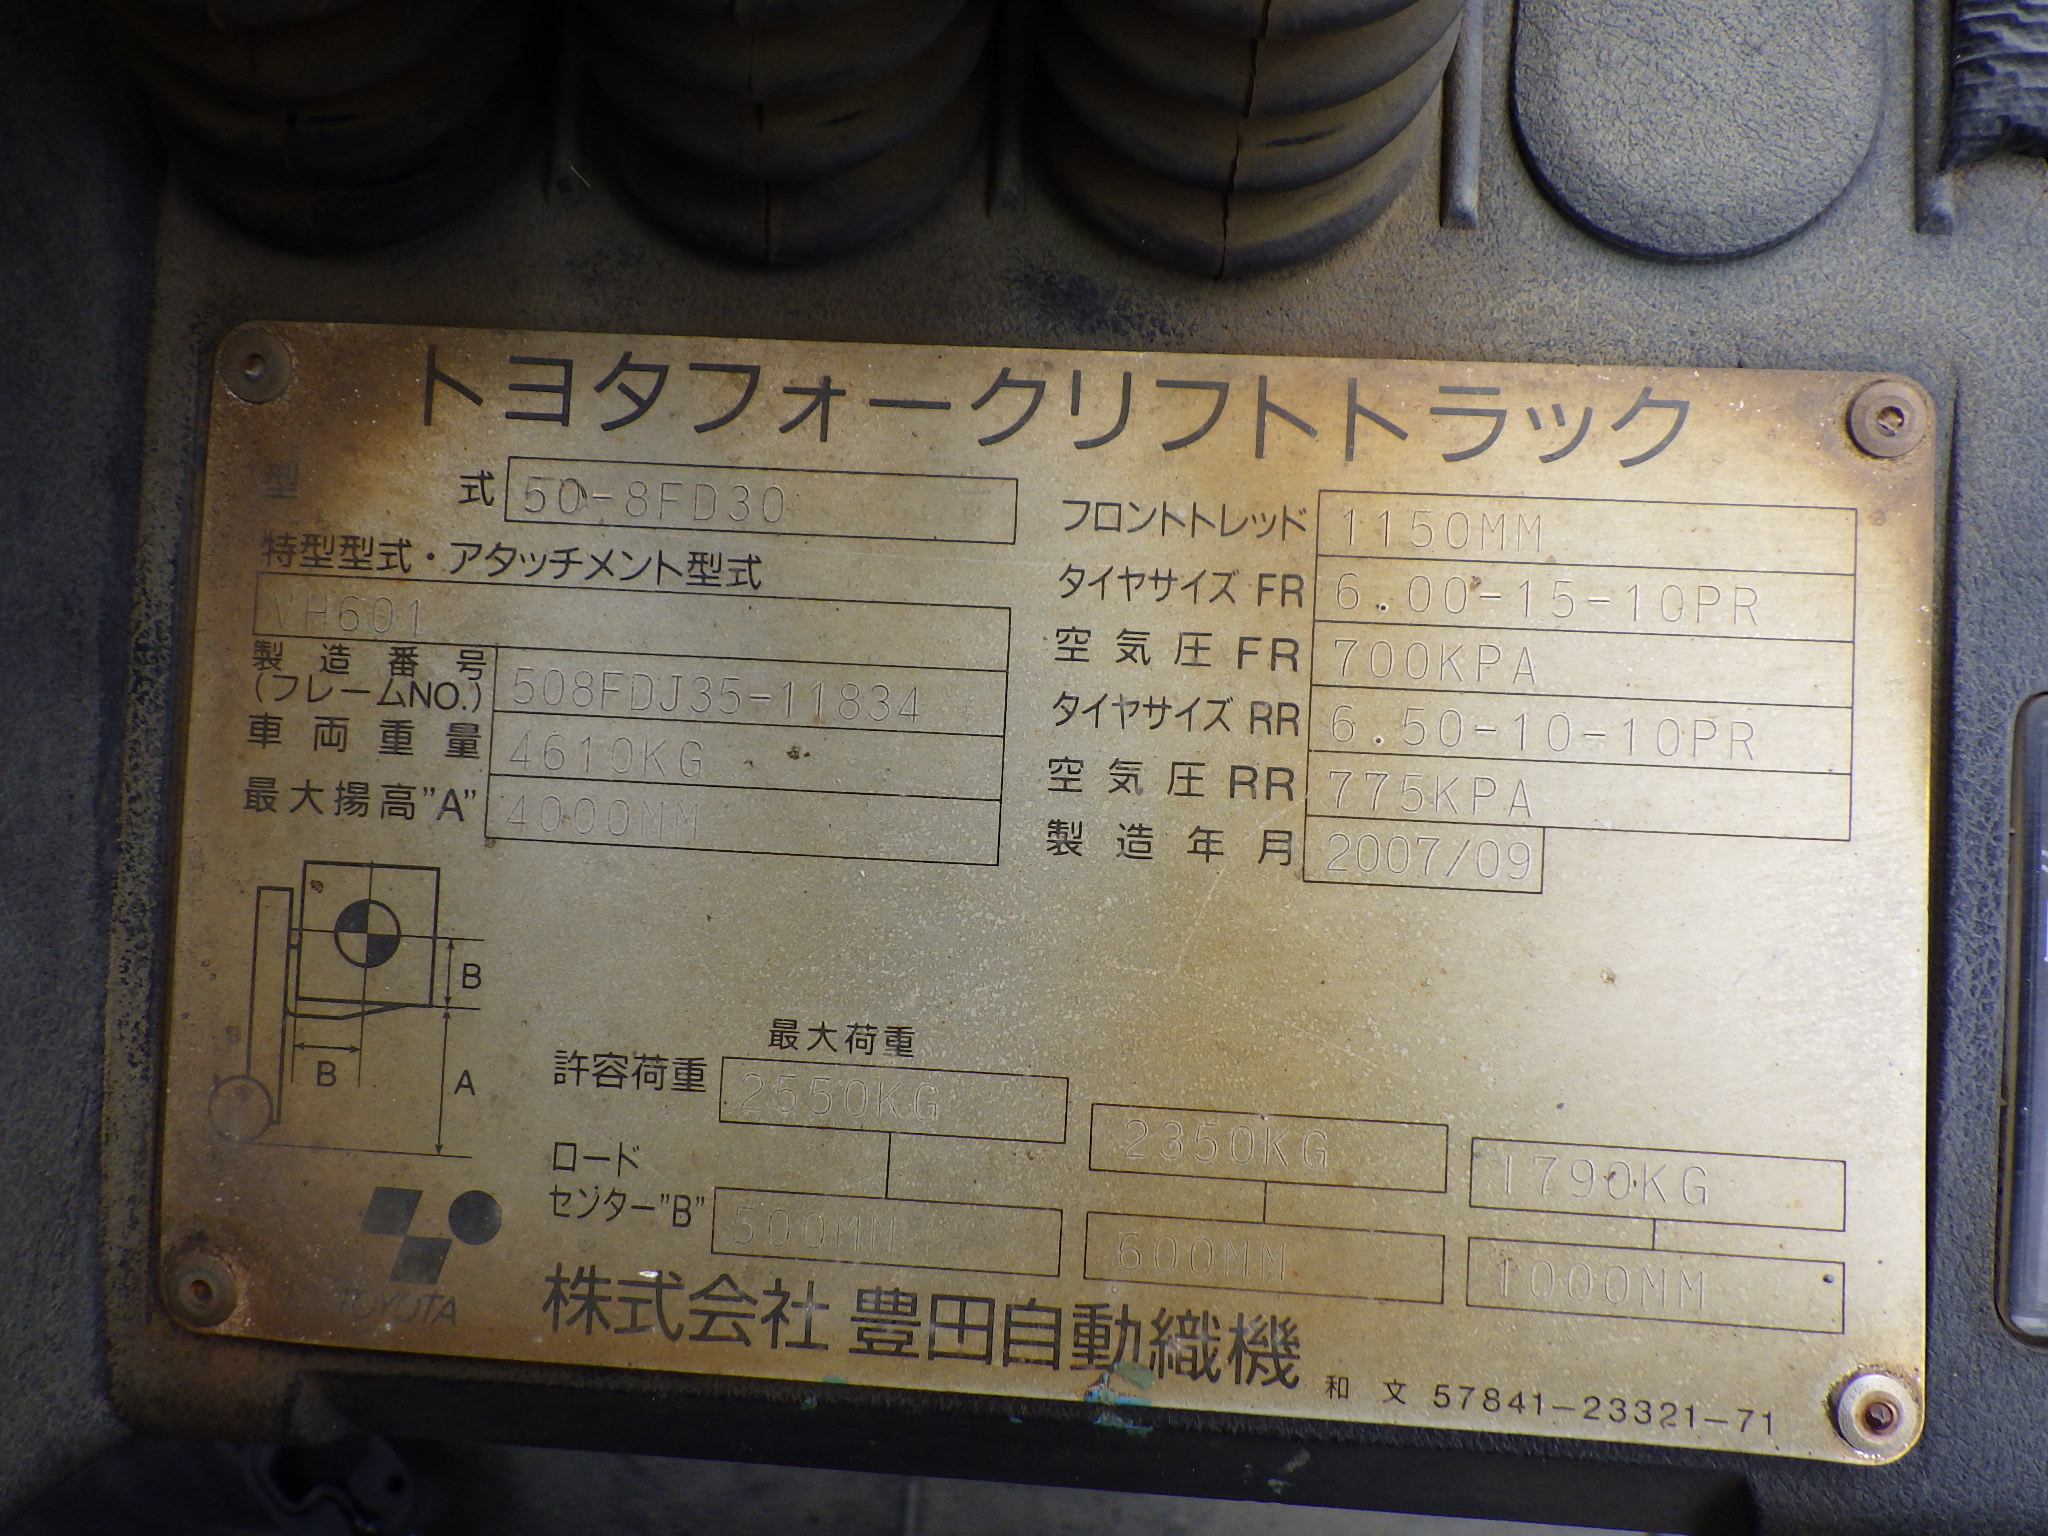 トヨタフォークリフトトラック
型 式 50-8FD30
特型型式・アタッチメント型式
VH601
製造番号 508FDJ35-11834
(フレームNO.)
車両重量 4610KG
最大揚高"A" 4000MM
フロントトレッド 1150MM
タイヤサイズ FR 6.00-15-10PR
空気圧 FR 700KPA
タイヤサイズ RR 6.50-10-10PR
空気圧 RR 775KPA
製造年月 2007/09
B
B
A
最大荷重
許容荷重 2550KG 2350KG 1790KG
ロード
センター"B" 500MM 600MM 1000MM
TOYOTA
株式会社 豊田自動織機
和文 57841-23321-71